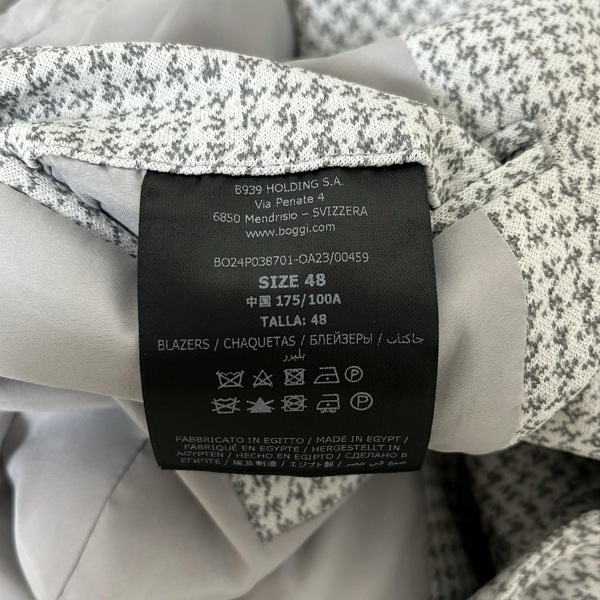 B939 HOLDING S.A.
Via Penate 4
6850 Mendrisio – SVIZZERA
www.boggi.com
BO24P038701-OA23/00459
SIZE 48
中国 175/100A
TALLA: 48
BLAZERS / CHAQUETAS / БЛЕЙЗЕРЫ / جاكتات
بليزر
FABBRICATO IN EGITTO / MADE IN EGYPT /
FABRIQUÉ EN EGYPTE / HERGESTELLT IN
AGYPTEN / HECHO EN EGIPTO / СДЕЛАНО В
ЕГИПТЕ / 埃及制造 / エジプト製 / صنع في مصر